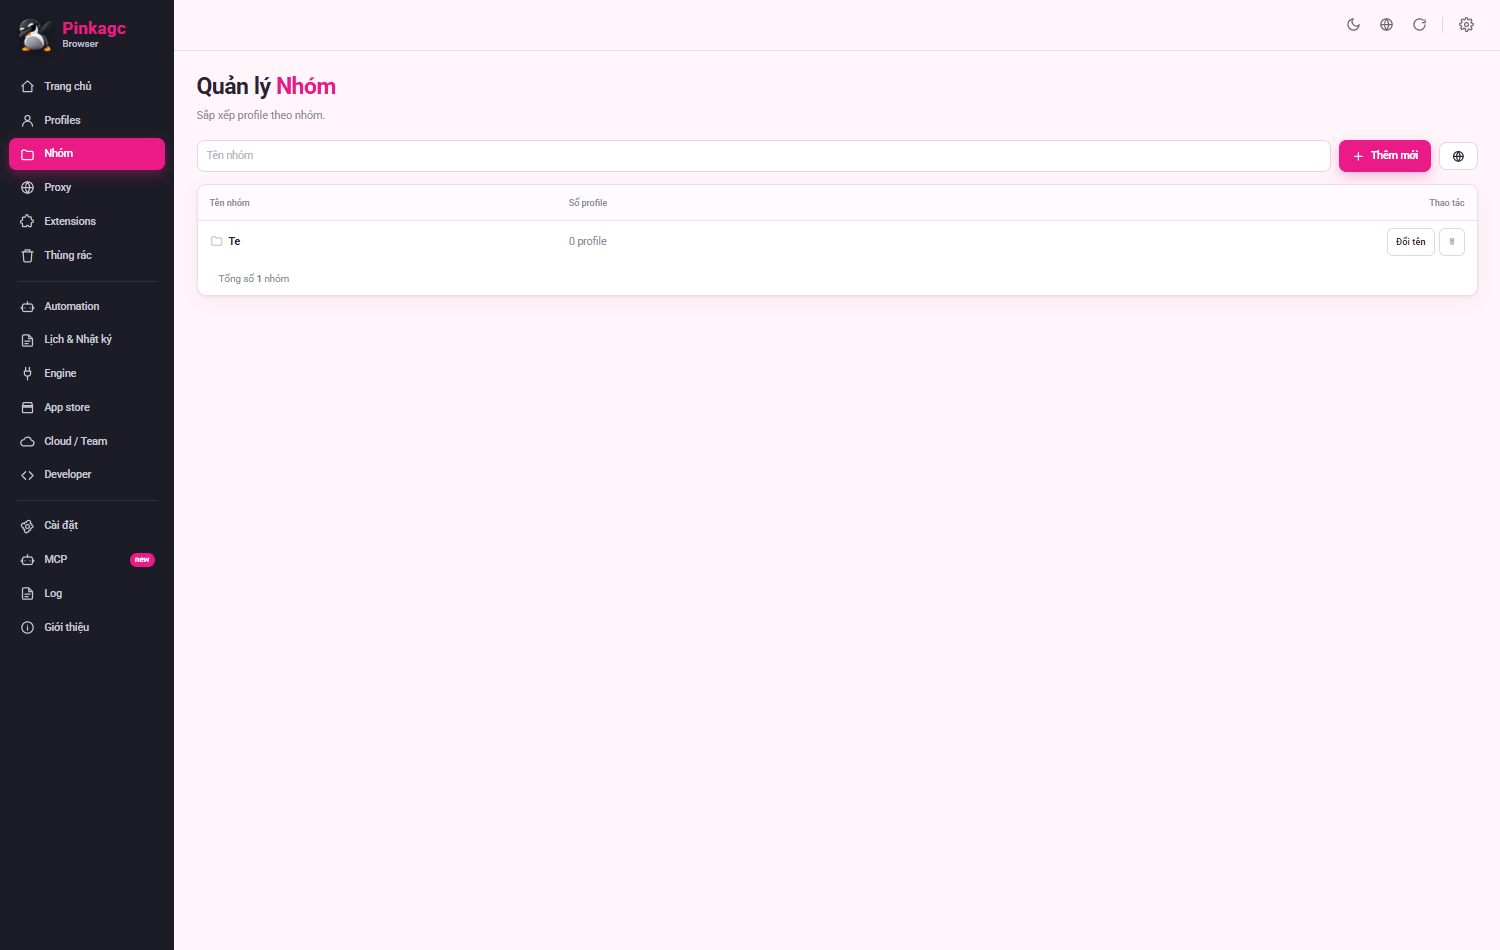 Pinkagc
Browser
Trang chủ
Profiles
Nhóm
Proxy
Extensions
Thùng rác
Automation
Lịch & Nhật ký
Engine
App store
Cloud / Team
Developer
Cài đặt
MCP new
Log
Giới thiệu
Quản lý Nhóm
Sắp xếp profile theo nhóm.
Tên nhóm
Thêm mới
Tên nhóm Số profile Thao tác
Te 0 profile Đổi tên
Tổng số 1 nhóm